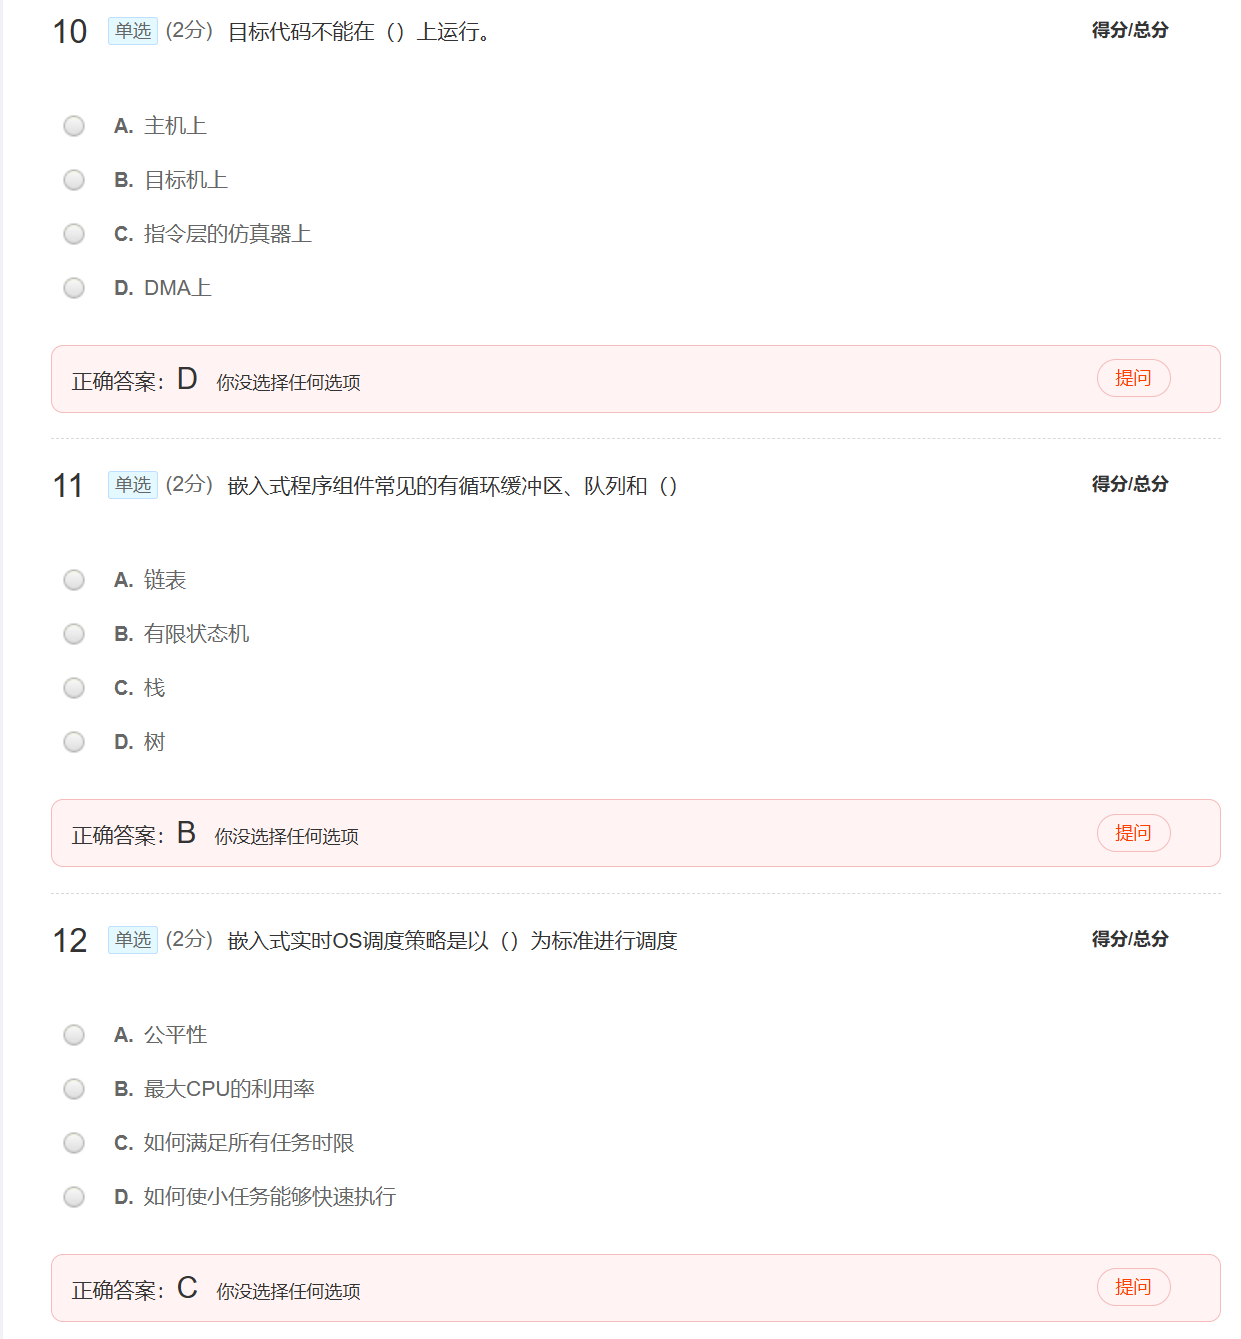 10 单选 (2分) 目标代码不能在（）上运行。 得分/总分
A. 主机上
B. 目标机上
C. 指令层的仿真器上
D. DMA上
正确答案：D 你没选择任何选项 提问
11 单选 (2分) 嵌入式程序组件常见的有循环缓冲区、队列和（） 得分/总分
A. 链表
B. 有限状态机
C. 栈
D. 树
正确答案：B 你没选择任何选项 提问
12 单选 (2分) 嵌入式实时OS调度策略是以（）为标准进行调度 得分/总分
A. 公平性
B. 最大CPU的利用率
C. 如何满足所有任务时限
D. 如何使小任务能够快速执行
正确答案：C 你没选择任何选项 提问